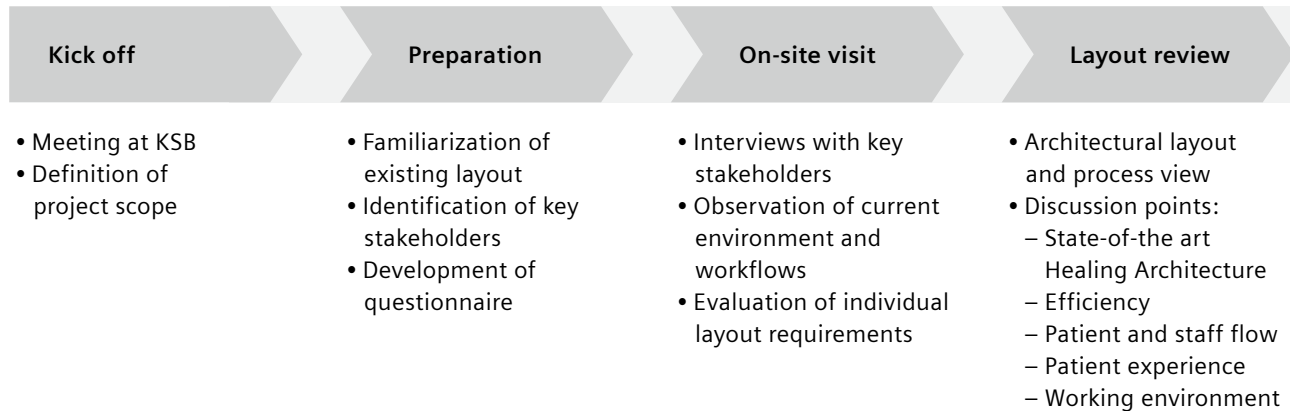 Kick off
• Meeting at KSB
• Definition of
project scope
Preparation
• Familiarization of
existing layout
• Identification of key
stakeholders
• Development of
questionnaire
On-site visit
• Interviews with key
stakeholders
• Observation of current
environment and
workflows
• Evaluation of individual
layout requirements
Layout review
• Architectural layout
and process view
• Discussion points:
– State-of-the art
Healing Architecture
– Efficiency
– Patient and staff flow
– Patient experience
– Working environment